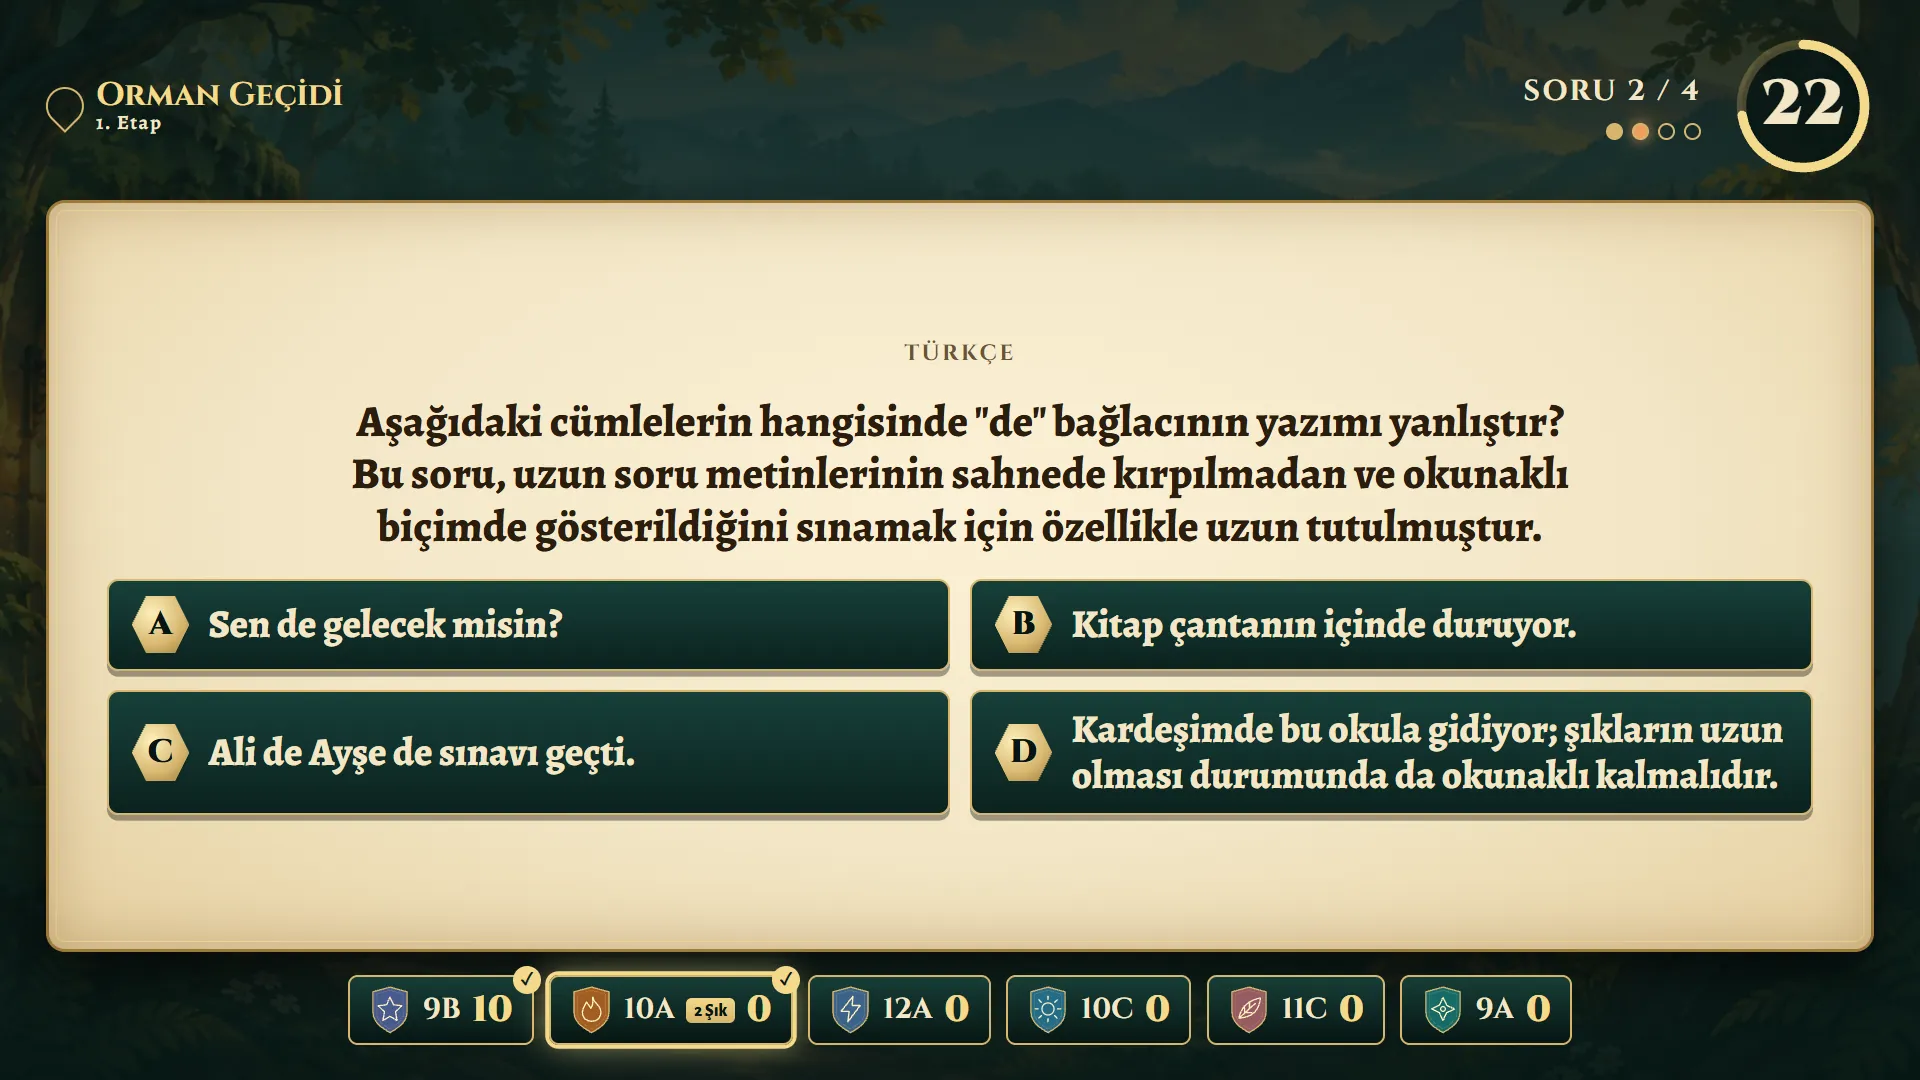 ORMAN GEÇİDİ
1. Etap
SORU 2 / 4
22
TÜRKÇE
Aşağıdaki cümlelerin hangisinde "de" bağlacının yazımı yanlıştır?
Bu soru, uzun soru metinlerinin sahnede kırpılmadan ve okunaklı
biçimde gösterildiğini sınamak için özellikle uzun tutulmuştur.
A Sen de gelecek misin?
B Kitap çantanın içinde duruyor.
C Ali de Ayşe de sınavı geçti.
D Kardeşimde bu okula gidiyor; şıkların uzun
olması durumunda da okunaklı kalmalıdır.
9B 10
10A 2 Şık 0
12A 0
10C 0
11C 0
9A 0